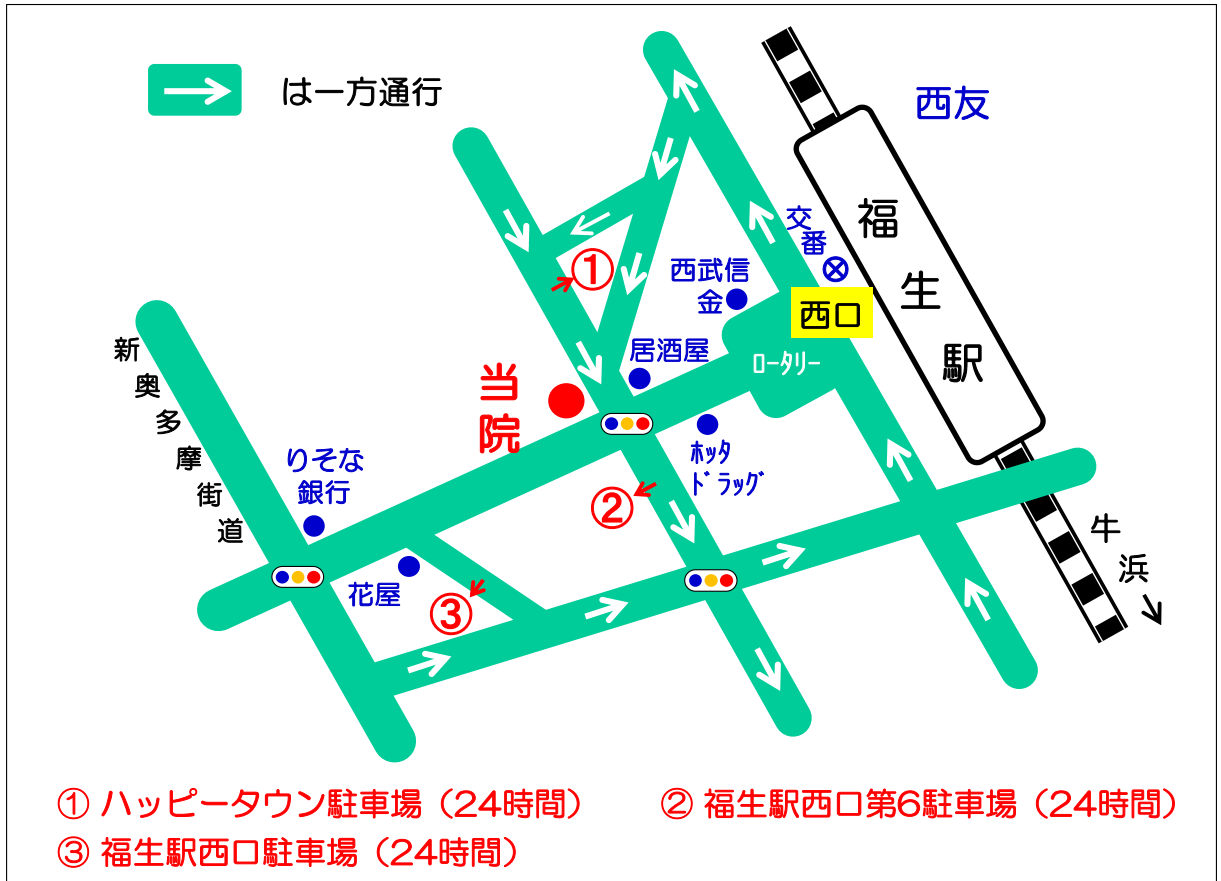 は一方通行
西友
福生駅
交番
西口
西武信
金
ロータリー
居酒屋
当院
ホッタ
ドラッグ
新奥多摩街道
りそな
銀行
花屋
①
②
③
牛浜
① ハッピータウン駐車場（24時間）
② 福生駅西口第6駐車場（24時間）
③ 福生駅西口駐車場（24時間）